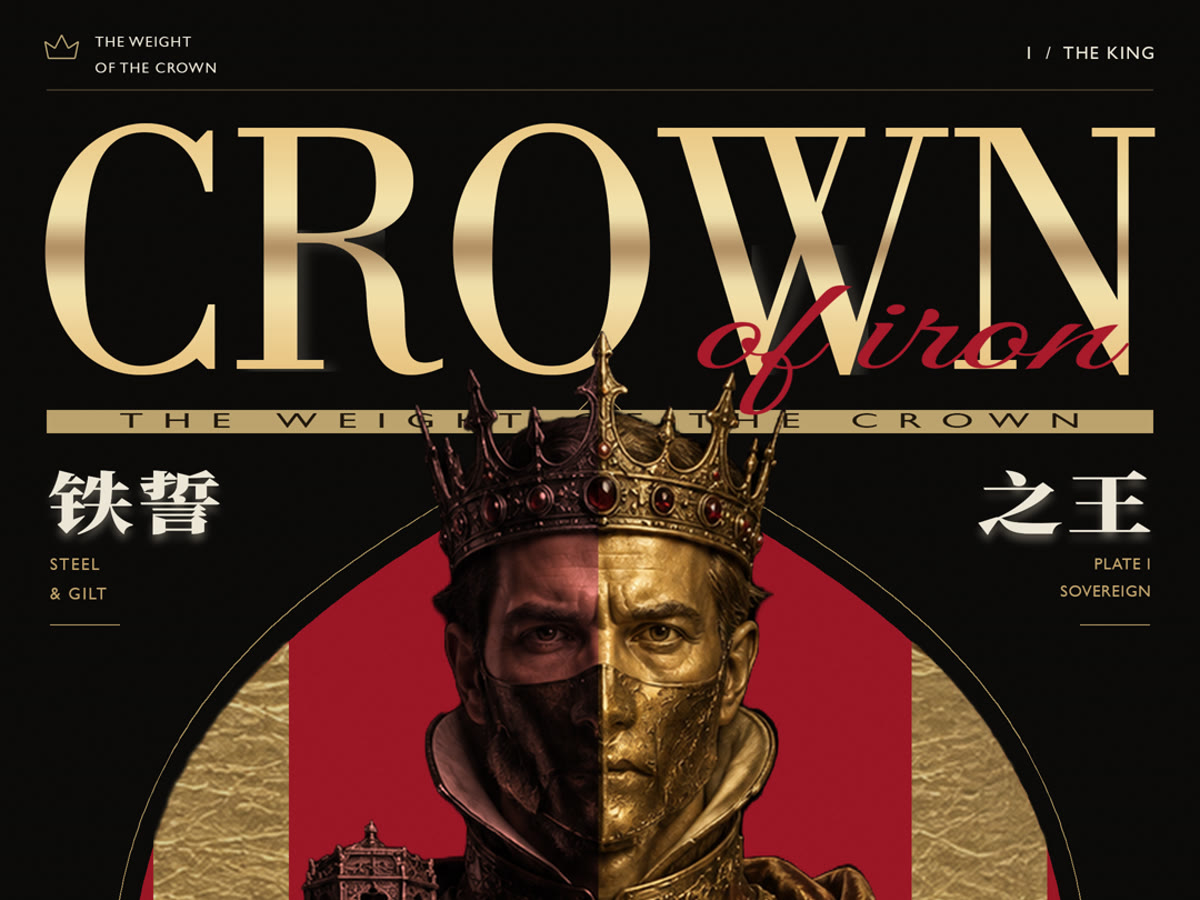 THE WEIGHT
OF THE CROWN
I / THE KING
CROWN
of iron
THE WEIGHT OF THE CROWN
铁誓
之王
STEEL
& GILT
PLATE I
SOVEREIGN